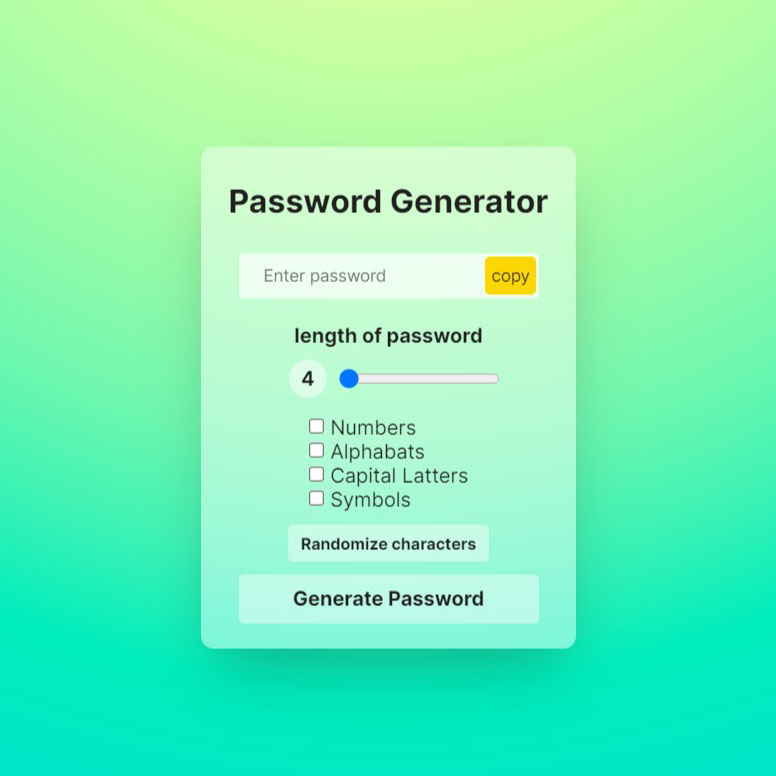 Password Generator
Enter password copy
length of password
4
Numbers
Alphabats
Capital Latters
Symbols
Randomize characters
Generate Password